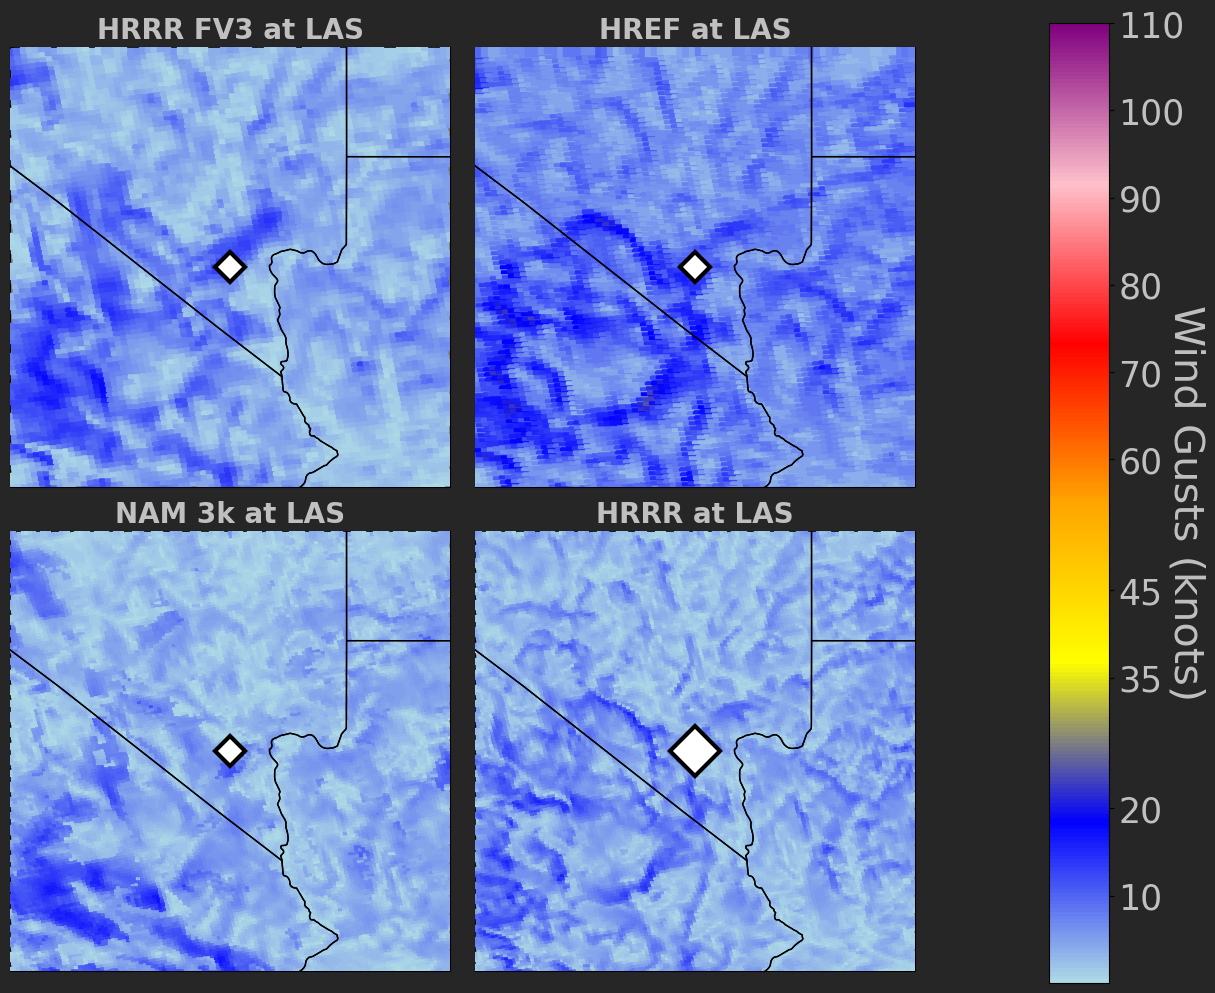 HRRR FV3 at LAS
HREF at LAS
NAM 3k at LAS
HRRR at LAS
110
100
90
80
70
60
45
35
20
10
Wind Gusts (knots)